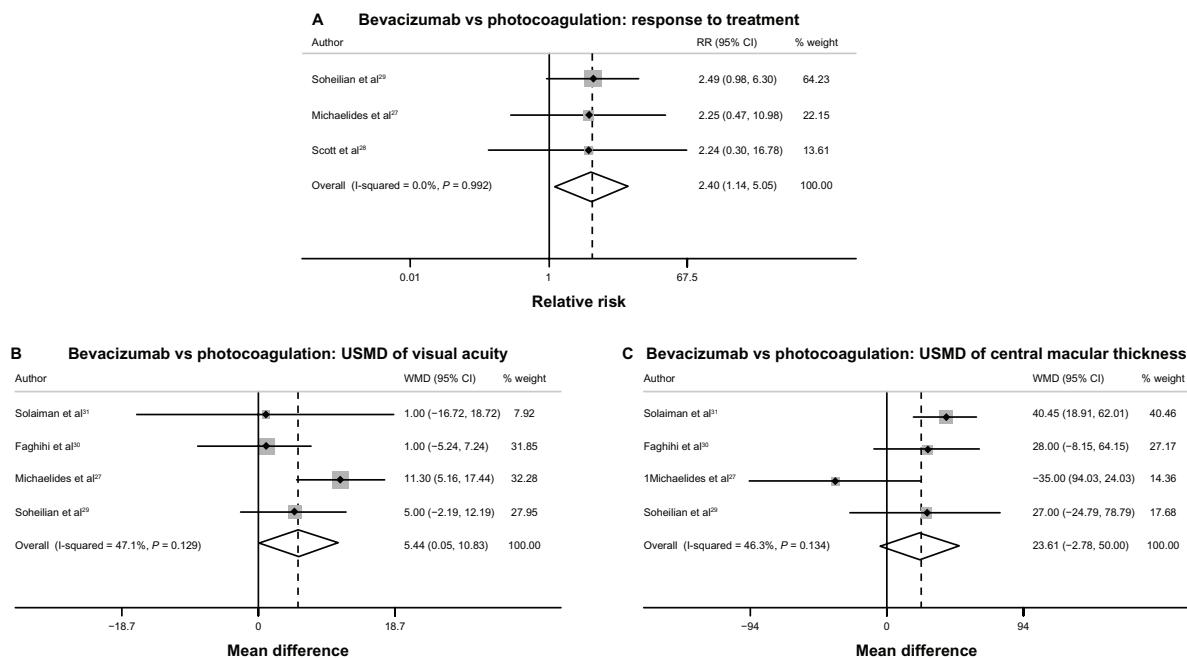 A Bevacizumab vs photocoagulation: response to treatment
Author RR (95% CI) % weight
Soheilian et al²⁹ 2.49 (0.98, 6.30) 64.23
Michaelides et al²⁷ 2.25 (0.47, 10.98) 22.15
Scott et al²⁸ 2.24 (0.30, 16.78) 13.61
Overall (I-squared = 0.0%, P = 0.992) 2.40 (1.14, 5.05) 100.00
0.01 1 67.5
Relative risk
B Bevacizumab vs photocoagulation: USMD of visual acuity
Author WMD (95% CI) % weight
Solaiman et al³¹ 1.00 (−16.72, 18.72) 7.92
Faghihi et al³⁰ 1.00 (−5.24, 7.24) 31.85
Michaelides et al²⁷ 11.30 (5.16, 17.44) 32.28
Soheilian et al²⁹ 5.00 (−2.19, 12.19) 27.95
Overall (I-squared = 47.1%, P = 0.129) 5.44 (0.05, 10.83) 100.00
−18.7 0 18.7
Mean difference
C Bevacizumab vs photocoagulation: USMD of central macular thickness
Author WMD (95% CI) % weight
Solaiman et al³¹ 40.45 (18.91, 62.01) 40.46
Faghihi et al³⁰ 28.00 (−8.15, 64.15) 27.17
1Michaelides et al²⁷ −35.00 (94.03, 24.03) 14.36
Soheilian et al²⁹ 27.00 (−24.79, 78.79) 17.68
Overall (I-squared = 46.3%, P = 0.134) 23.61 (−2.78, 50.00) 100.00
−94 0 94
Mean difference